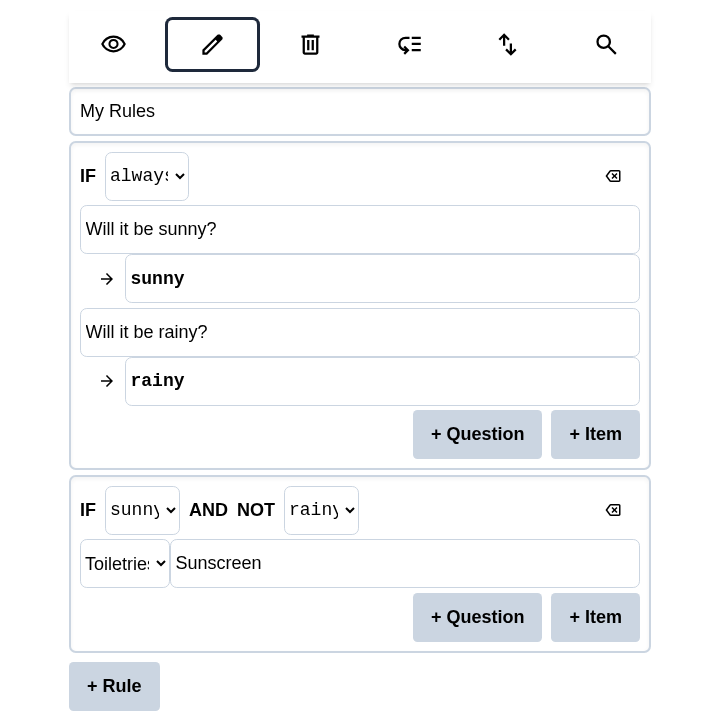 My Rules
IF always
Will it be sunny?
→ sunny
Will it be rainy?
→ rainy
+ Question + Item
IF sunny AND NOT rainy
Toiletries Sunscreen
+ Question + Item
+ Rule